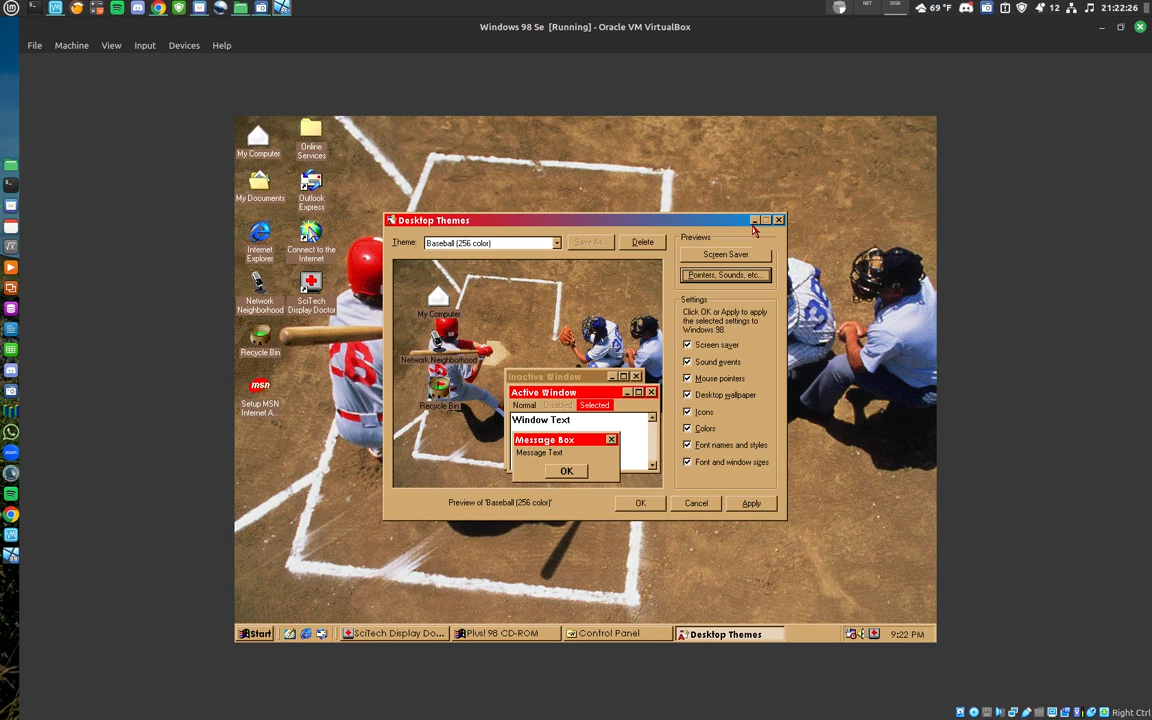 NET
DISK
69 °F
12
21:22:26
Windows 98 Se [Running] - Oracle VM VirtualBox
File Machine View Input Devices Help
My Computer
Online Services
My Documents
Outlook Express
Internet Explorer
Connect to the Internet
Network Neighborhood
SciTech Display Doctor
Recycle Bin
msn
Setup MSN Internet A...
Desktop Themes
Theme: Baseball (256 color) Save As... Delete
Previews
Screen Saver
Pointers, Sounds, etc...
My Computer
Network Neighborhood
Recycle Bin
Inactive Window
Active Window
Normal Disabled Selected
Window Text
Message Box
Message Text
OK
Settings
Click OK or Apply to apply
the selected settings to
Windows 98.
Screen saver
Sound events
Mouse pointers
Desktop wallpaper
Icons
Colors
Font names and styles
Font and window sizes
Preview of 'Baseball (256 color)' OK Cancel Apply
Start SciTech Display Do... Plus! 98 CD-ROM Control Panel Desktop Themes 9:22 PM
Right Ctrl